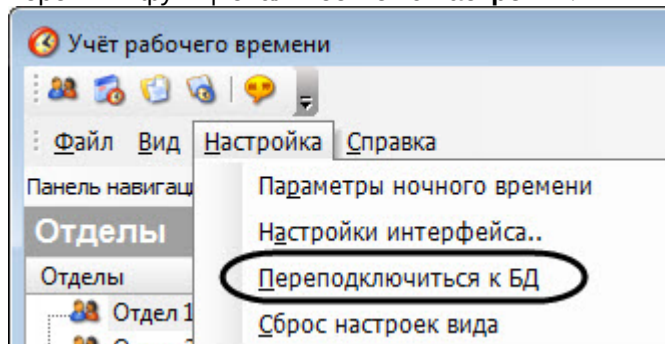 Учёт рабочего времени
Файл Вид Настройка Справка
Панель навигац
Параметры ночного времени
Отделы
Настройки интерфейса..
Отделы
Переподключиться к БД
Отдел 1
Сброс настроек вида